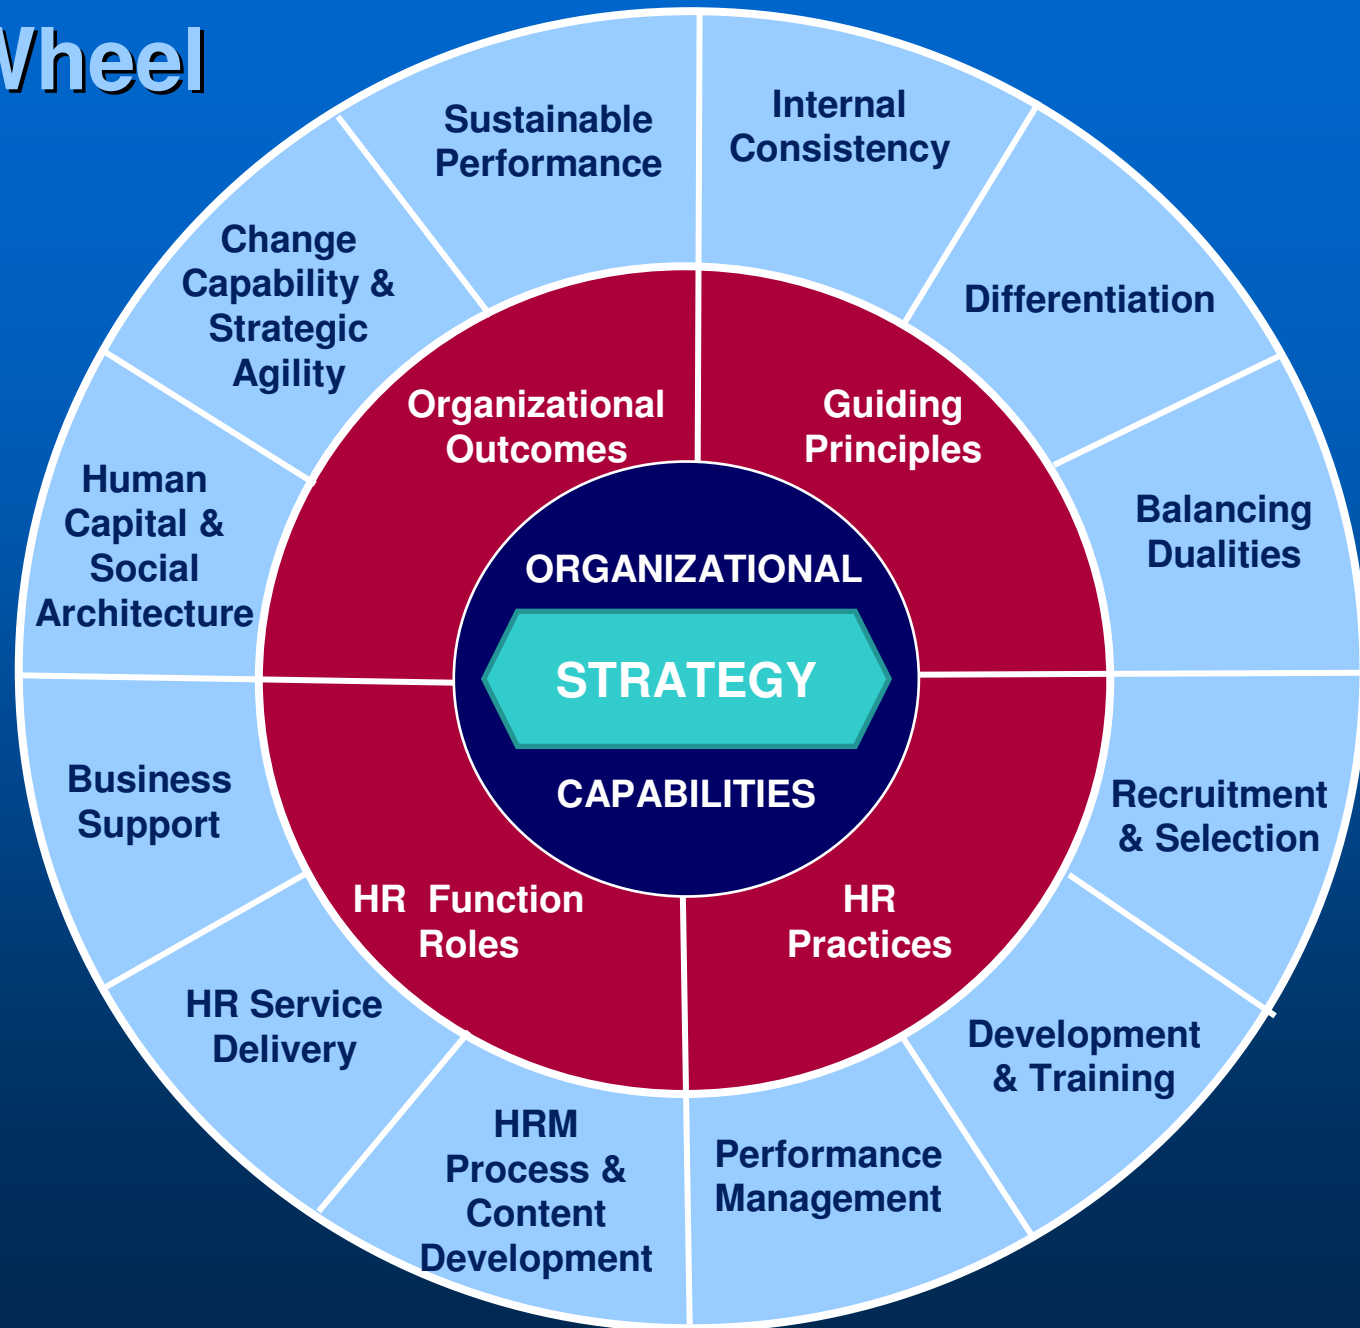 Wheel
Sustainable
Performance
Internal
Consistency
Change
Capability &
Strategic
Agility
Differentiation
Human
Capital &
Social
Architecture
Organizational
Outcomes
Guiding
Principles
Balancing
Dualities
ORGANIZATIONAL
STRATEGY
CAPABILITIES
Business
Support
Recruitment
& Selection
HR Function
Roles
HR
Practices
HR Service
Delivery
Development
& Training
HRM
Process &
Content
Development
Performance
Management